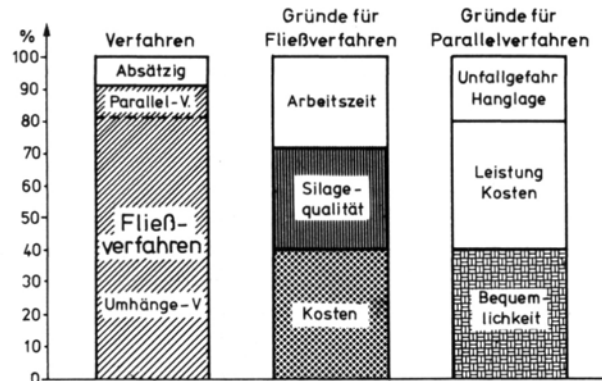 %
100
90
80
70
60
50
40
30
20
10
0
Verfahren
Absätzig
Parallel-V.
Fließ-
verfahren
Umhänge-V
Gründe für
Fließverfahren
Arbeitszeit
Silage-
qualität
Kosten
Gründe für
Parallelverfahren
Unfallgefahr
Hanglage
Leistung
Kosten
Bequem-
lichkeit